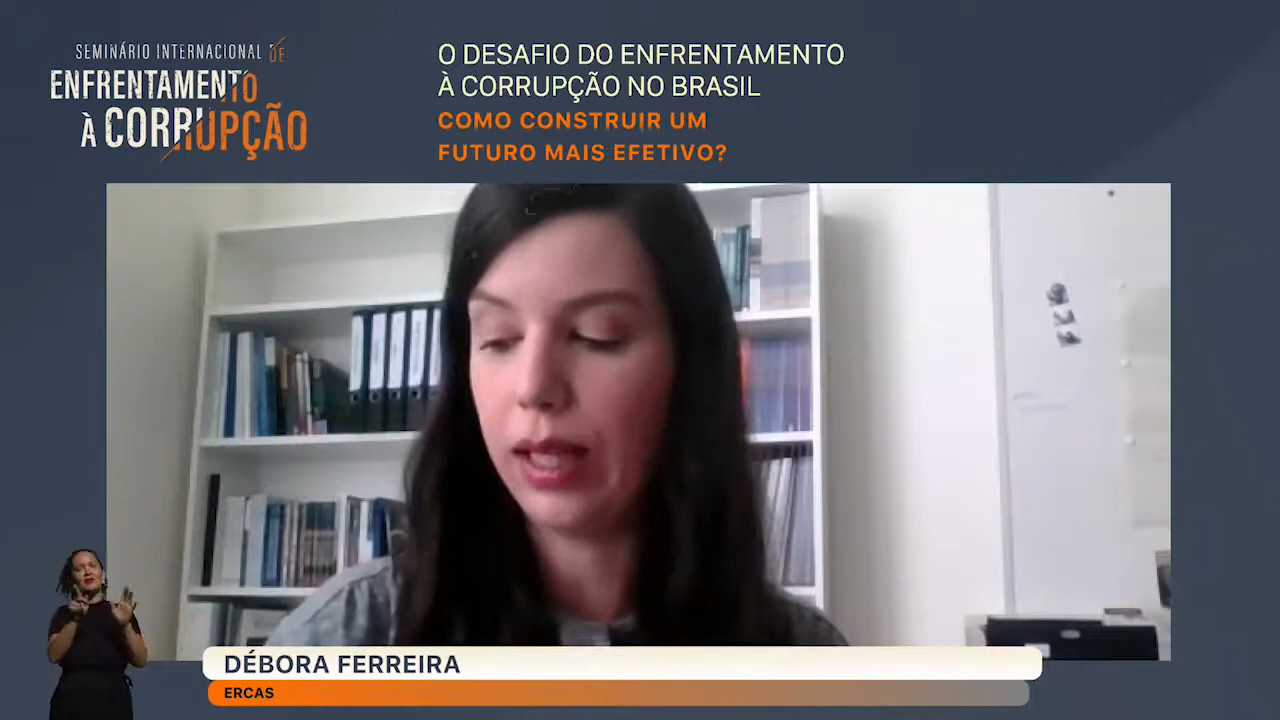 SEMINÁRIO INTERNACIONAL DE
ENFRENTAMENTO
À CORRUPÇÃO
O DESAFIO DO ENFRENTAMENTO
À CORRUPÇÃO NO BRASIL
COMO CONSTRUIR UM
FUTURO MAIS EFETIVO?
DÉBORA FERREIRA
ERCAS